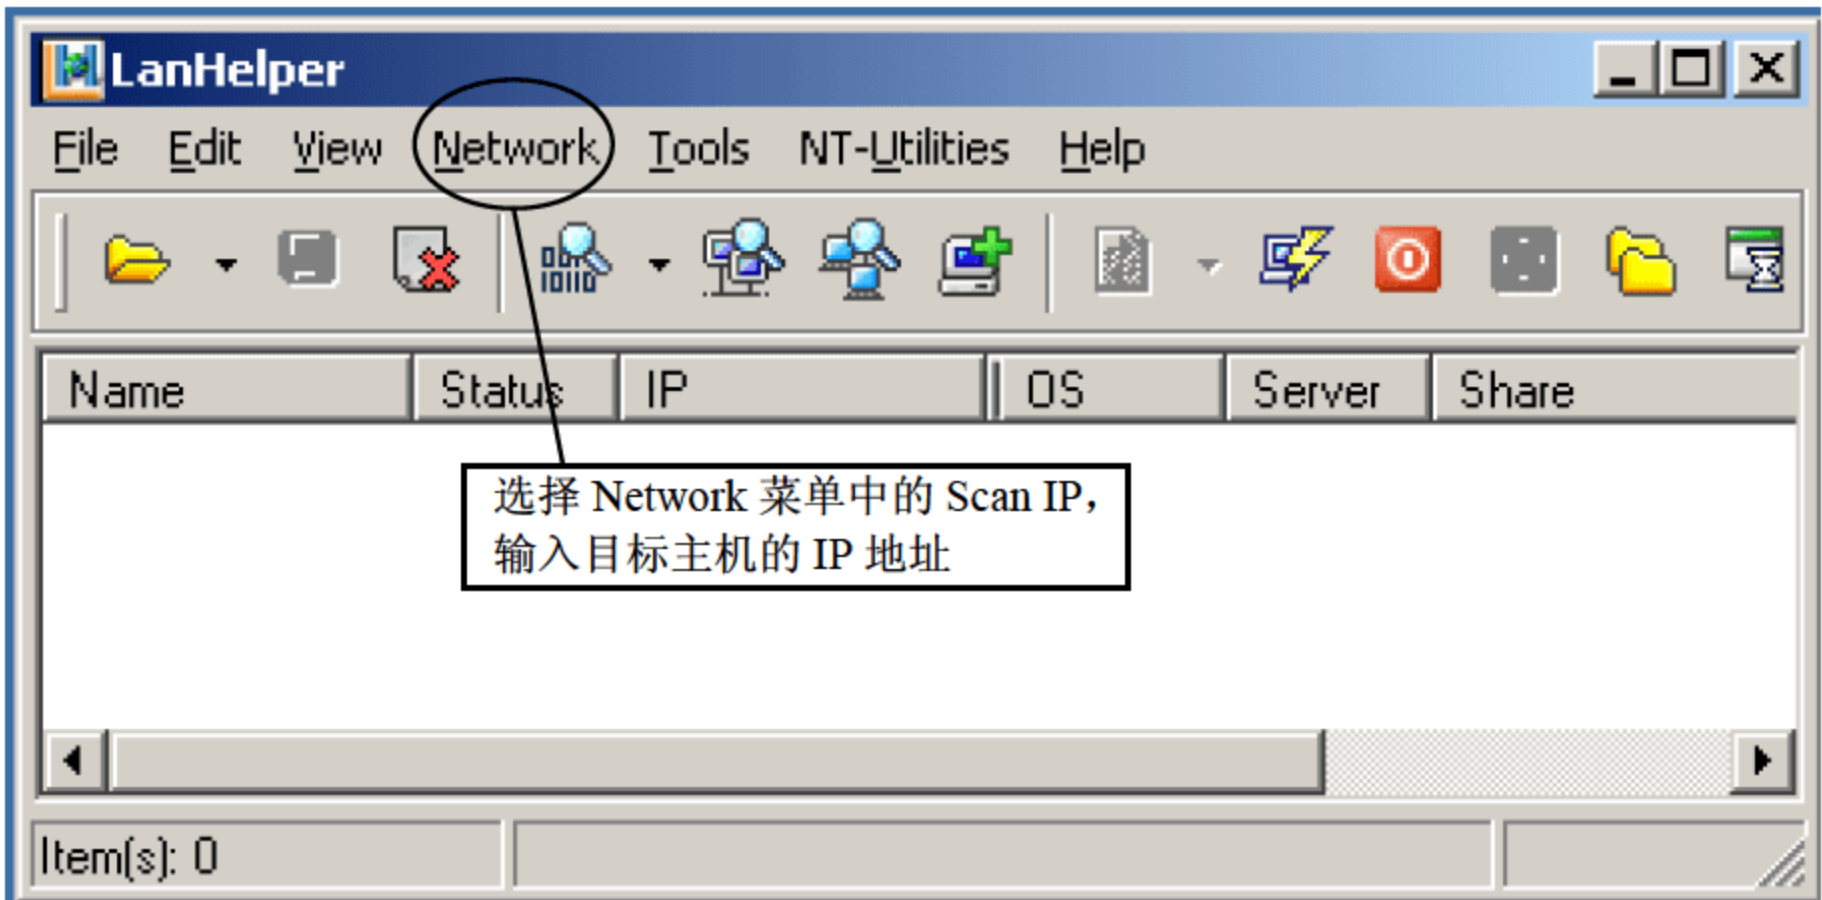 LanHelper
File Edit View Network Tools NT-Utilities Help
Name Status IP OS Server Share
选择 Network 菜单中的 Scan IP，
输入目标主机的 IP 地址
Item(s): 0